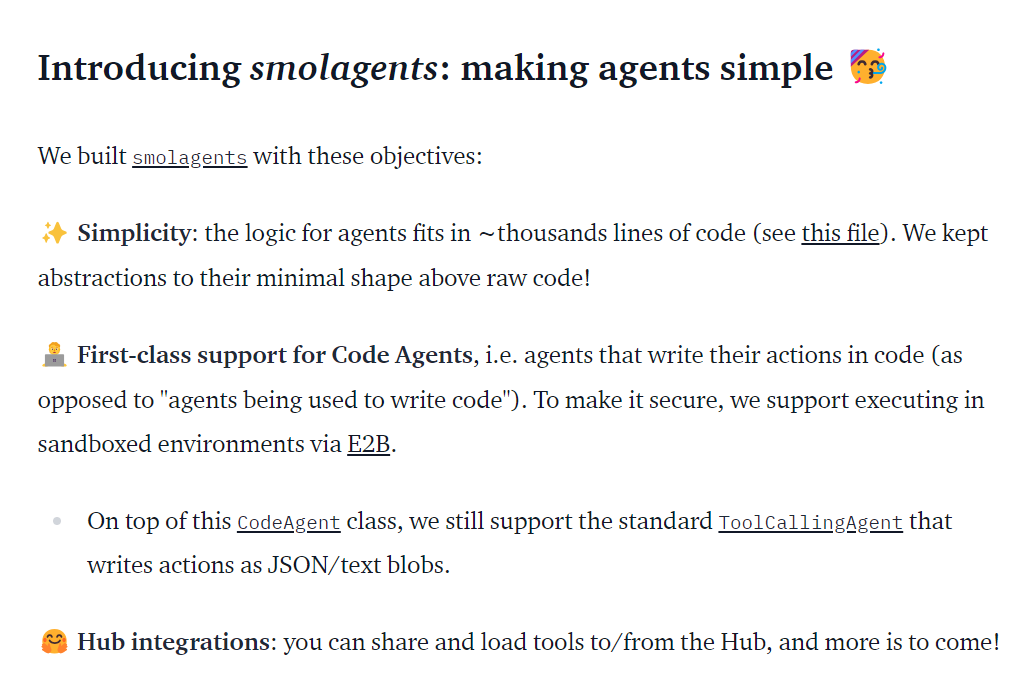 Introducing smolagents: making agents simple 🥳
We built smolagents with these objectives:
✨ Simplicity: the logic for agents fits in ~thousands lines of code (see this file). We kept
abstractions to their minimal shape above raw code!
🧑‍💻 First-class support for Code Agents, i.e. agents that write their actions in code (as
opposed to "agents being used to write code"). To make it secure, we support executing in
sandboxed environments via E2B.
• On top of this CodeAgent class, we still support the standard ToolCallingAgent that
writes actions as JSON/text blobs.
🤗 Hub integrations: you can share and load tools to/from the Hub, and more is to come!